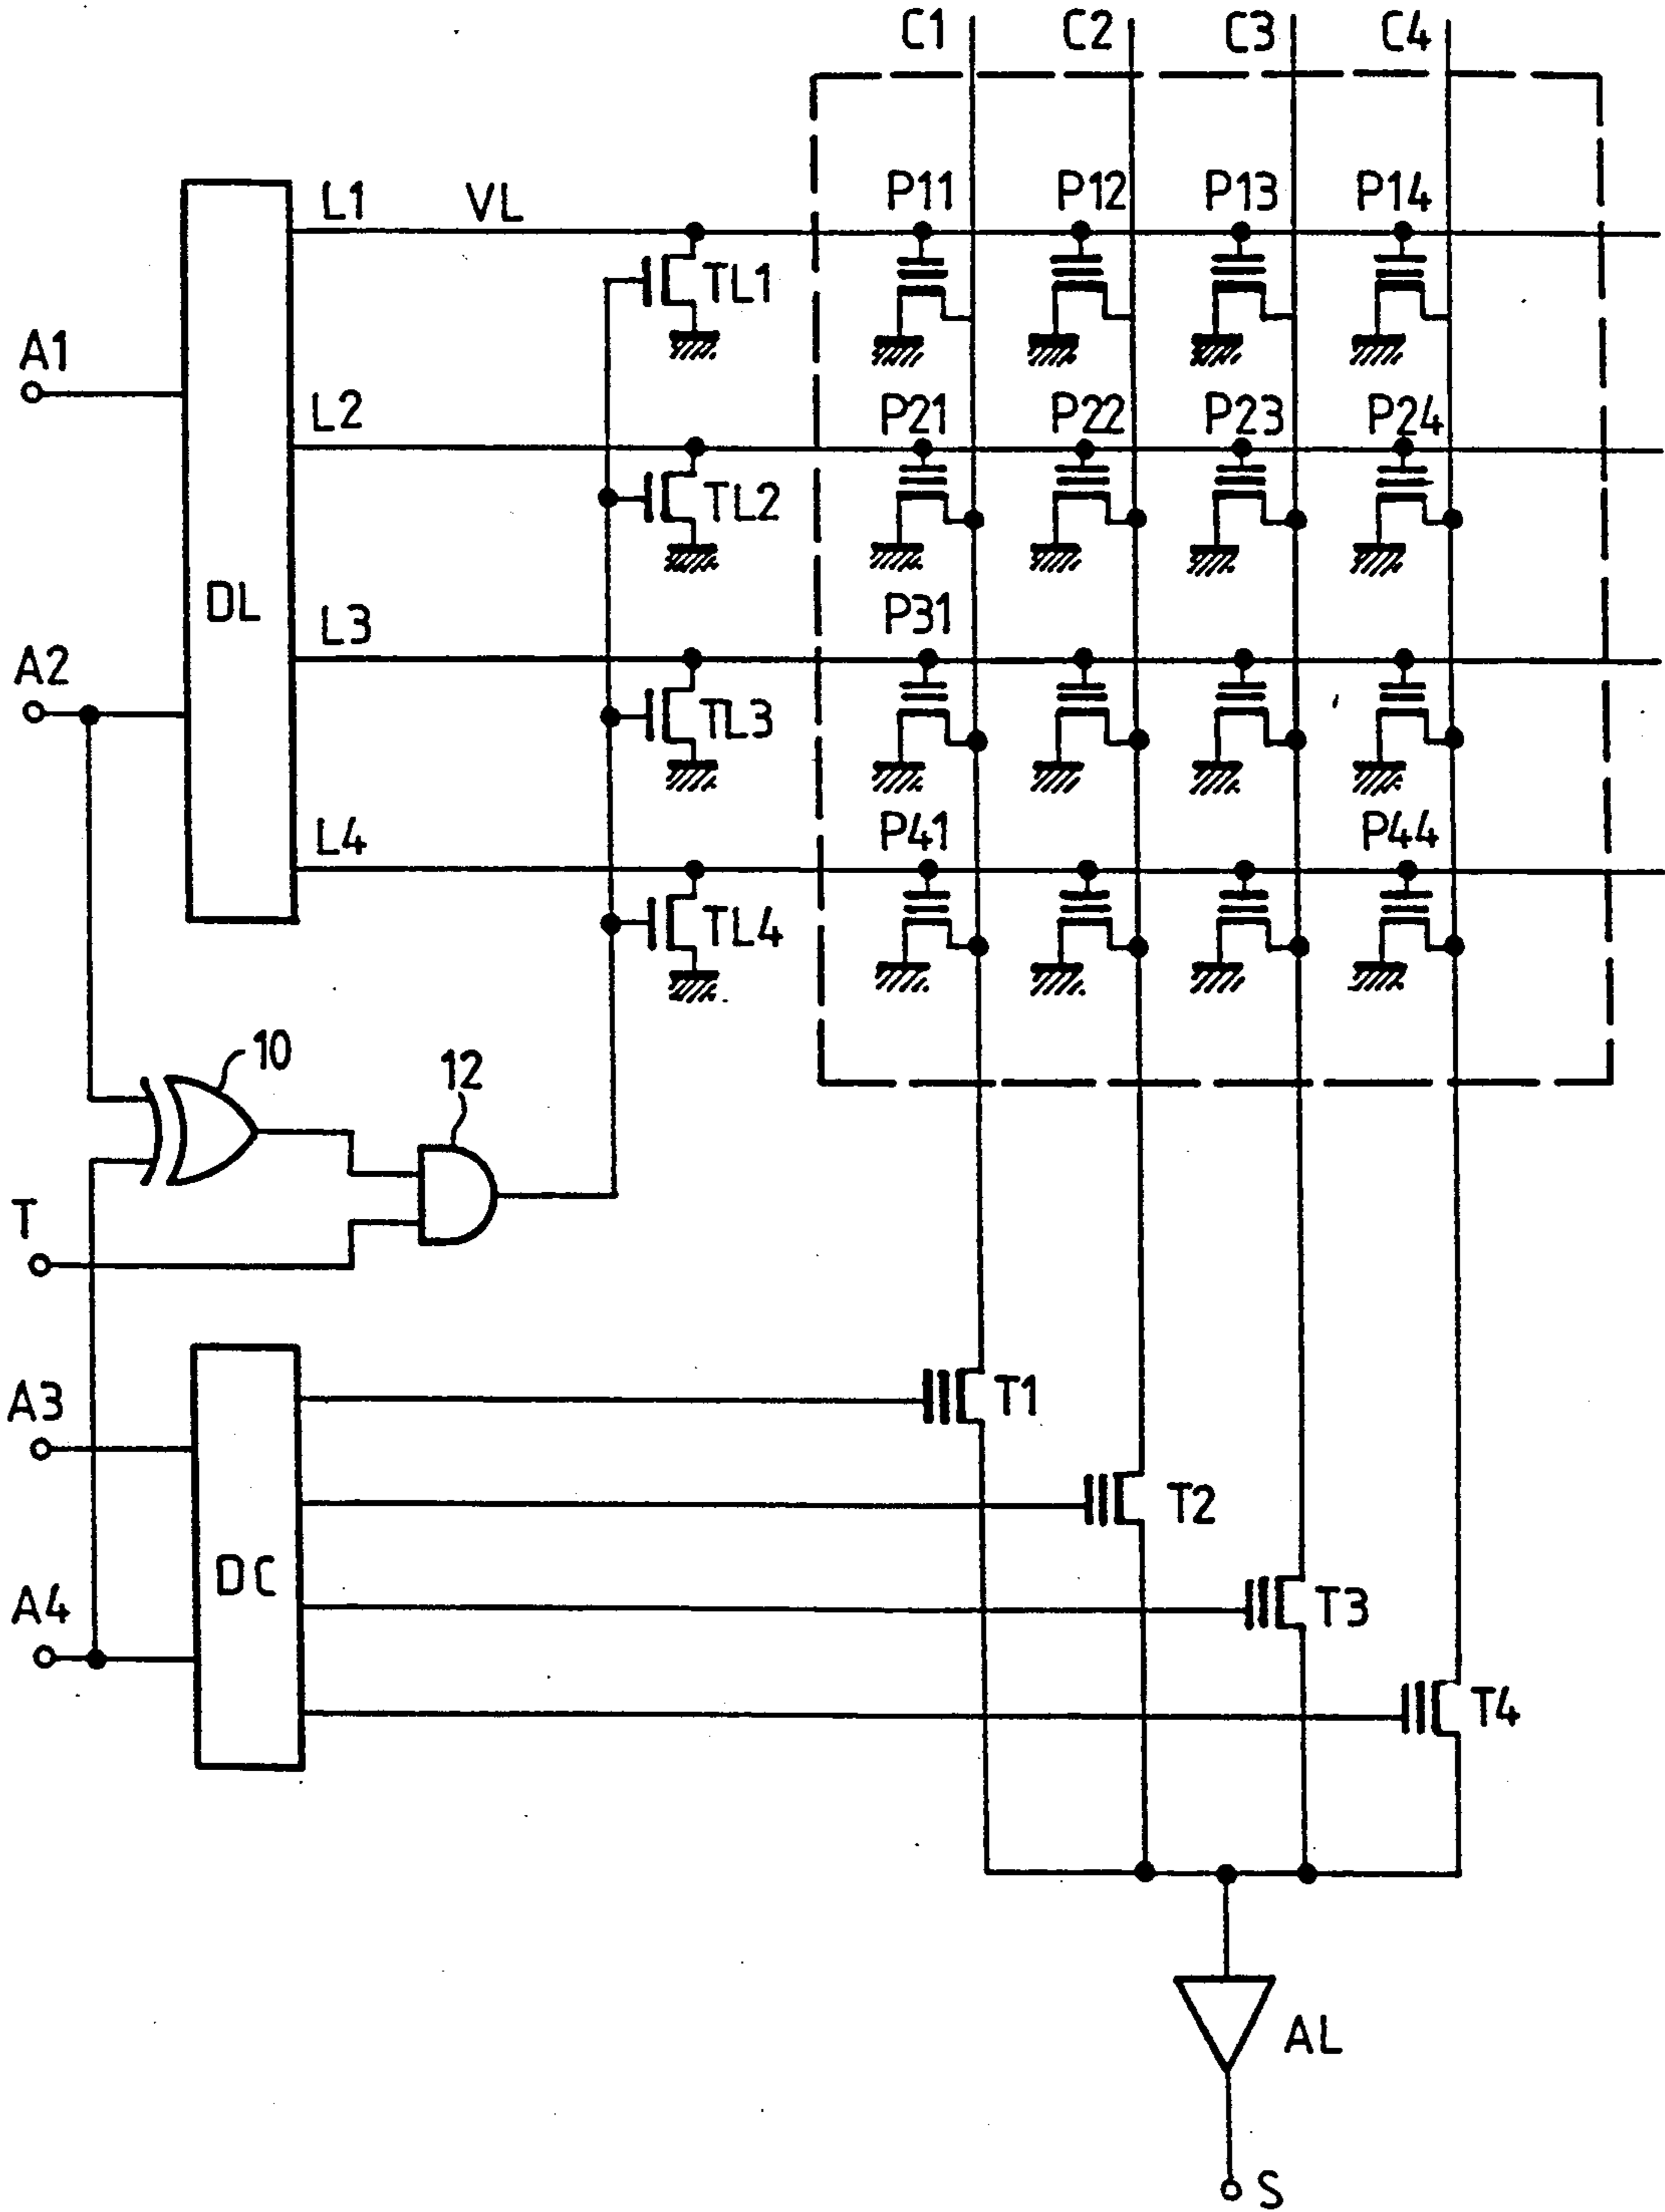 C1 C2 C3 C4
L1 VL P11 P12 P13 P14
TL1
A1
L2 P21 P22 P23 P24
TL2
DL
L3 P31
A2
TL3
L4 P41 P44
TL4
10
12
T
A3 T1
T2
DC
A4 T3
T4
AL
S